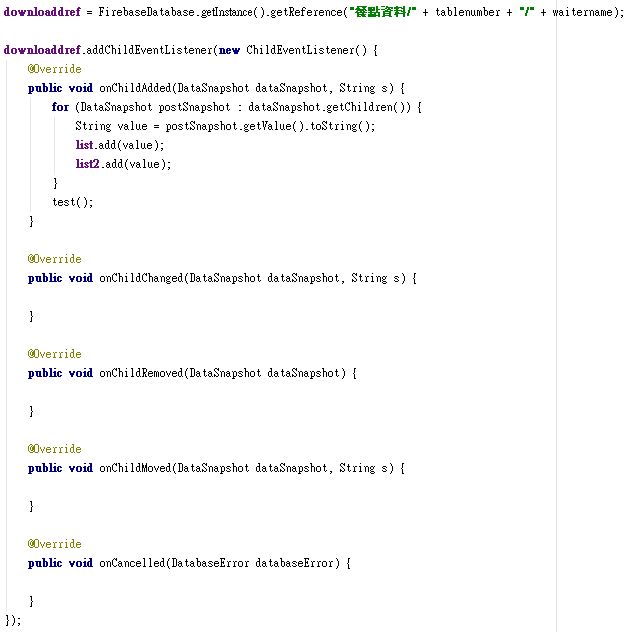 downloaddref = FirebaseDatabase.getInstance().getReference("餐點資料/" + tablenumber + "/" + waitername);
downloaddref.addChildEventListener(new ChildEventListener() {
@Override
public void onChildAdded(DataSnapshot dataSnapshot, String s) {
for (DataSnapshot postSnapshot : dataSnapshot.getChildren()) {
String value = postSnapshot.getValue().toString();
list.add(value);
list2.add(value);
}
test();
}
@Override
public void onChildChanged(DataSnapshot dataSnapshot, String s) {
}
@Override
public void onChildRemoved(DataSnapshot dataSnapshot) {
}
@Override
public void onChildMoved(DataSnapshot dataSnapshot, String s) {
}
@Override
public void onCancelled(DatabaseError databaseError) {
}
});